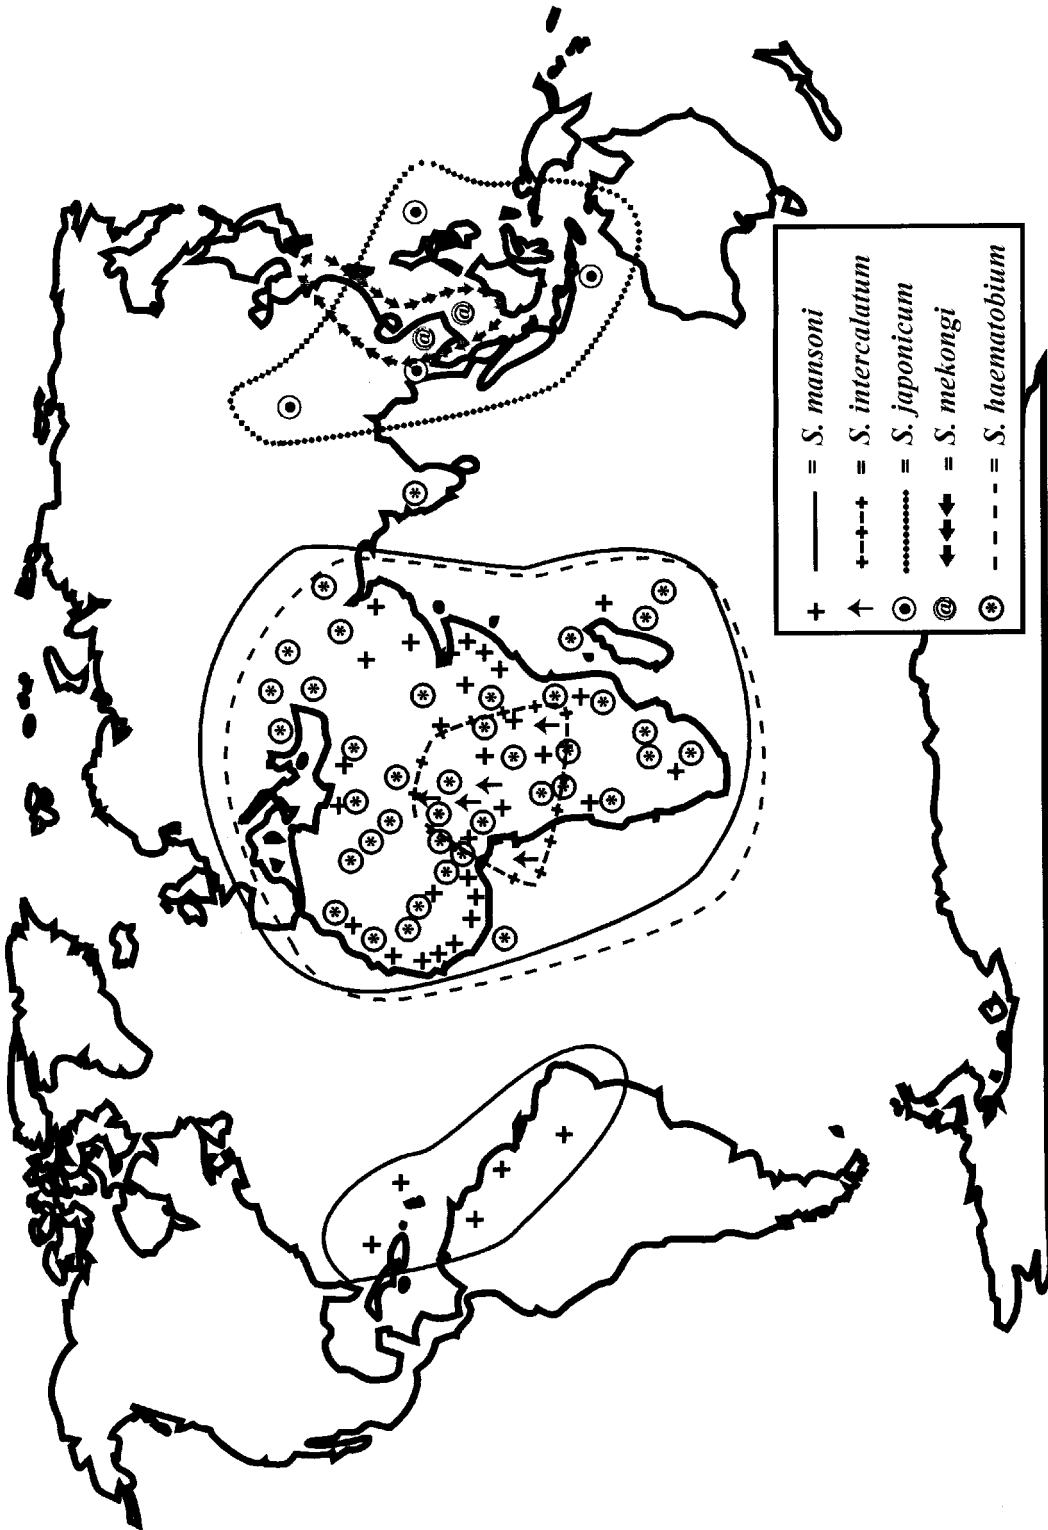 + = S. mansoni
↑ = S. intercalatum
= S. japonicum
@ = S. mekongi
= S. haematobium